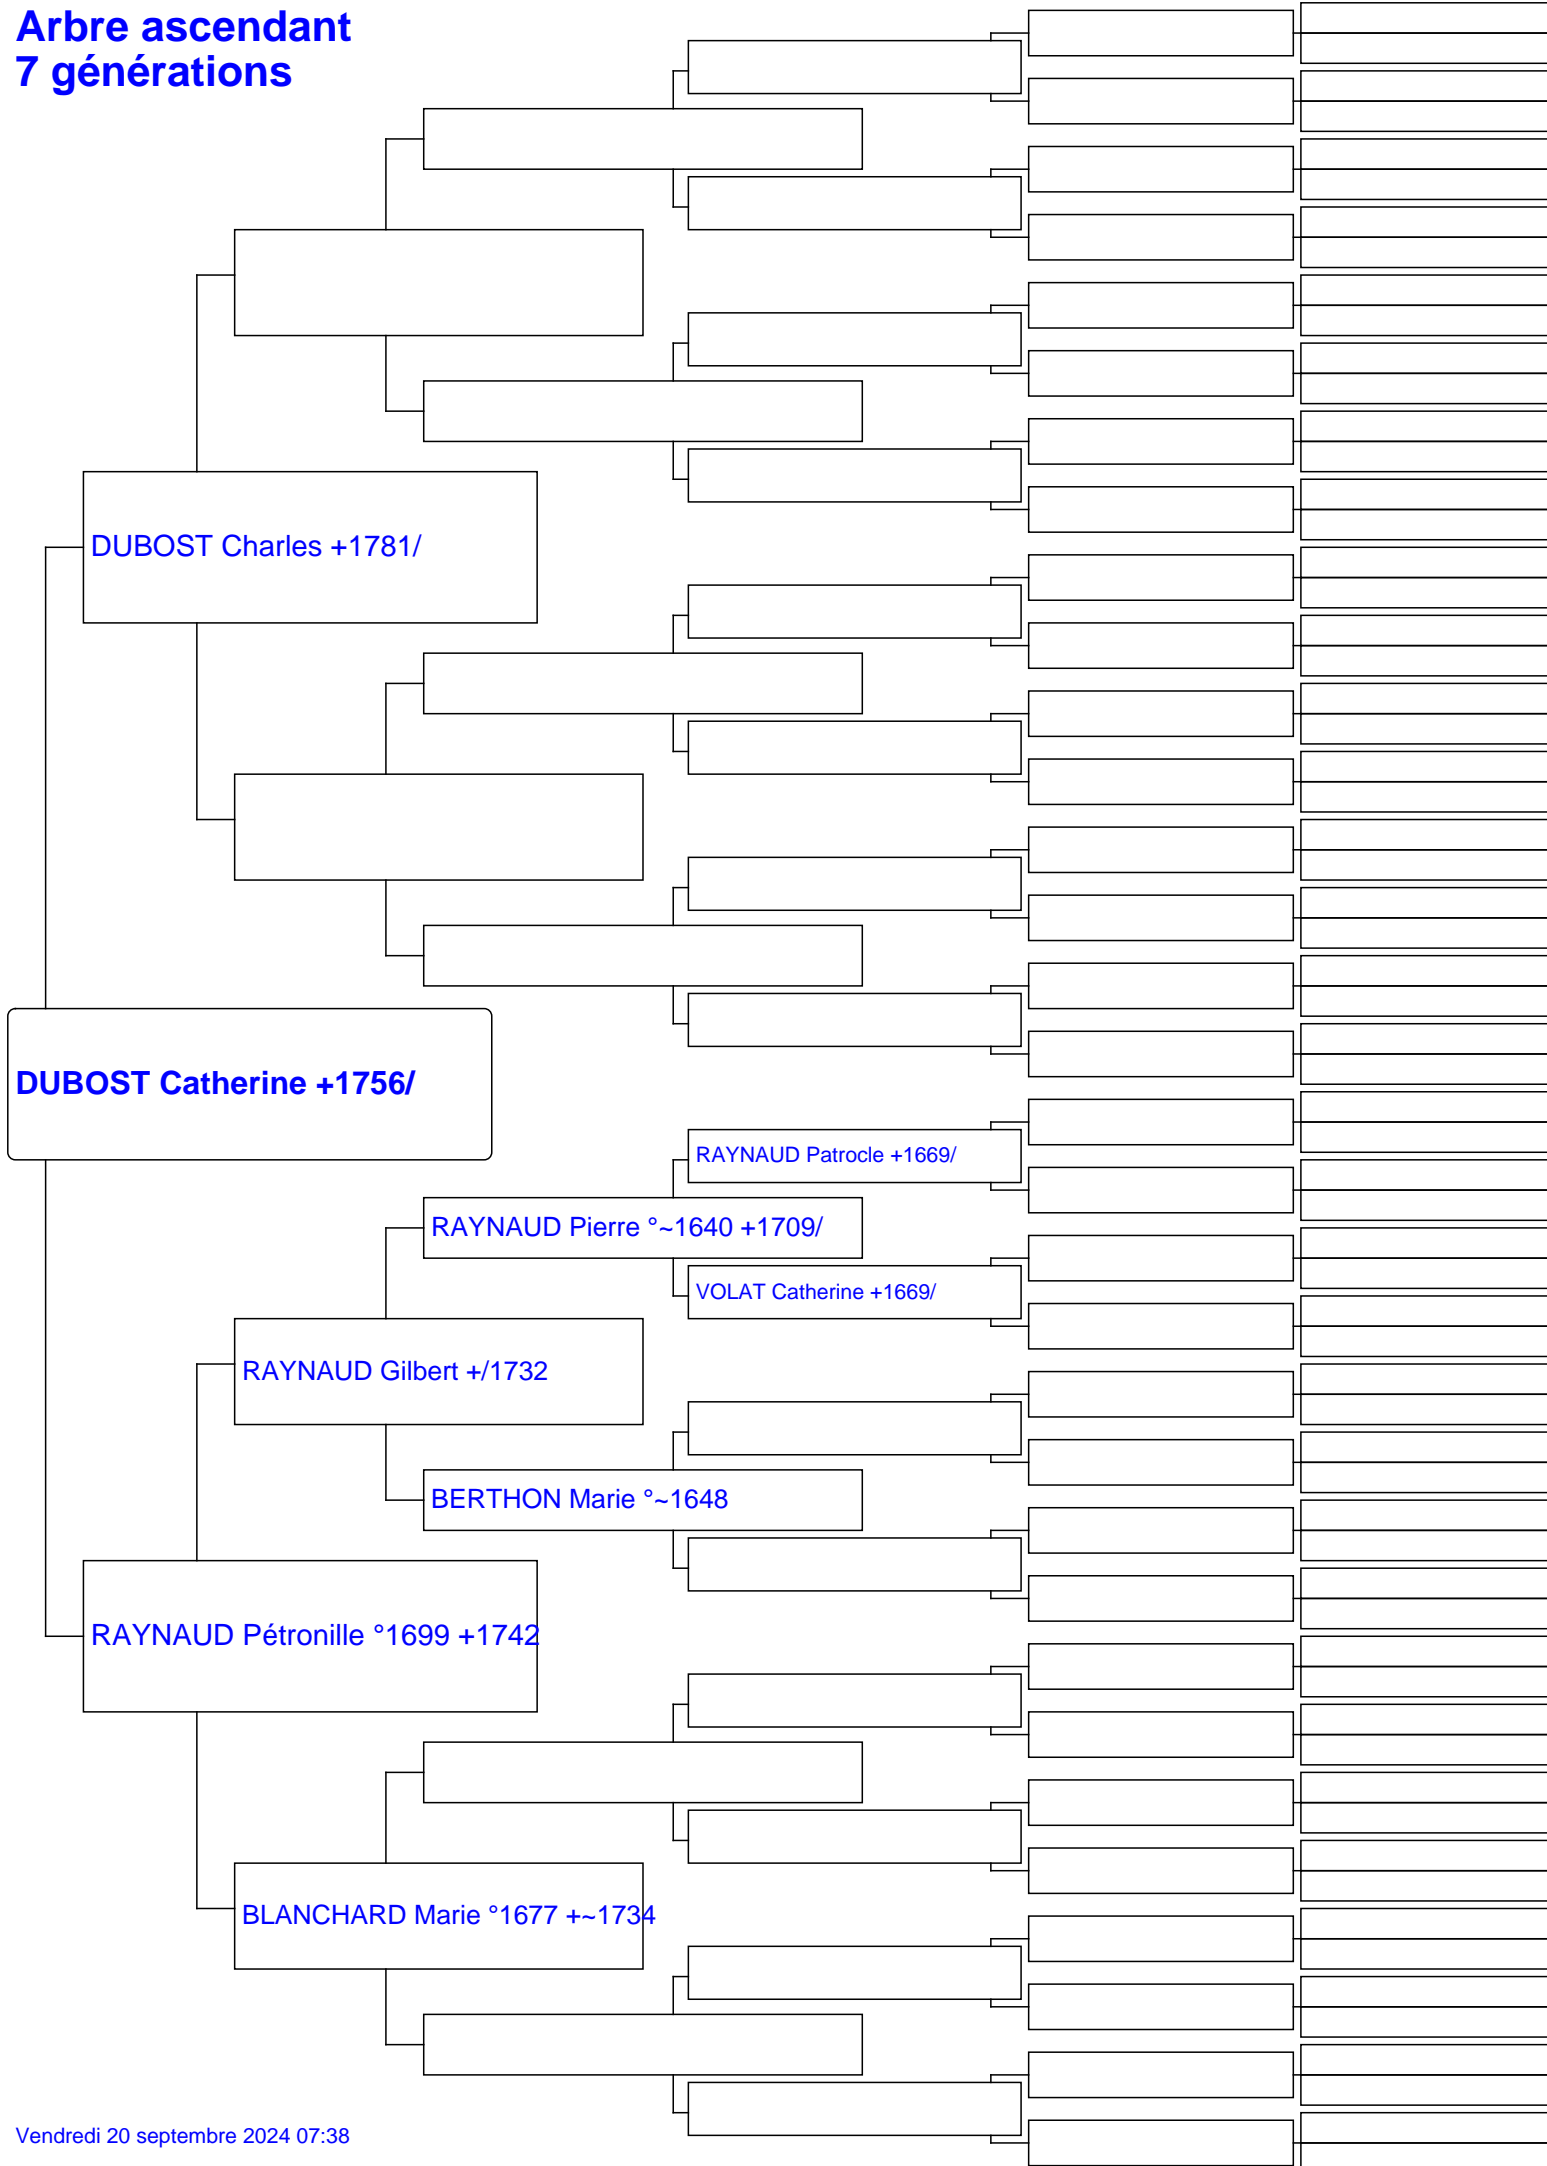 Arbre ascendant
7 générations
DUBOST Charles +1781/
DUBOST Catherine +1756/
RAYNAUD Patrocle +1669/
RAYNAUD Pierre °~1640 +1709/
VOLAT Catherine +1669/
RAYNAUD Gilbert +/1732
BERTHON Marie °~1648
RAYNAUD Pétronille °1699 +1742
BLANCHARD Marie °1677 +~1734
Vendredi 20 septembre 2024 07:38